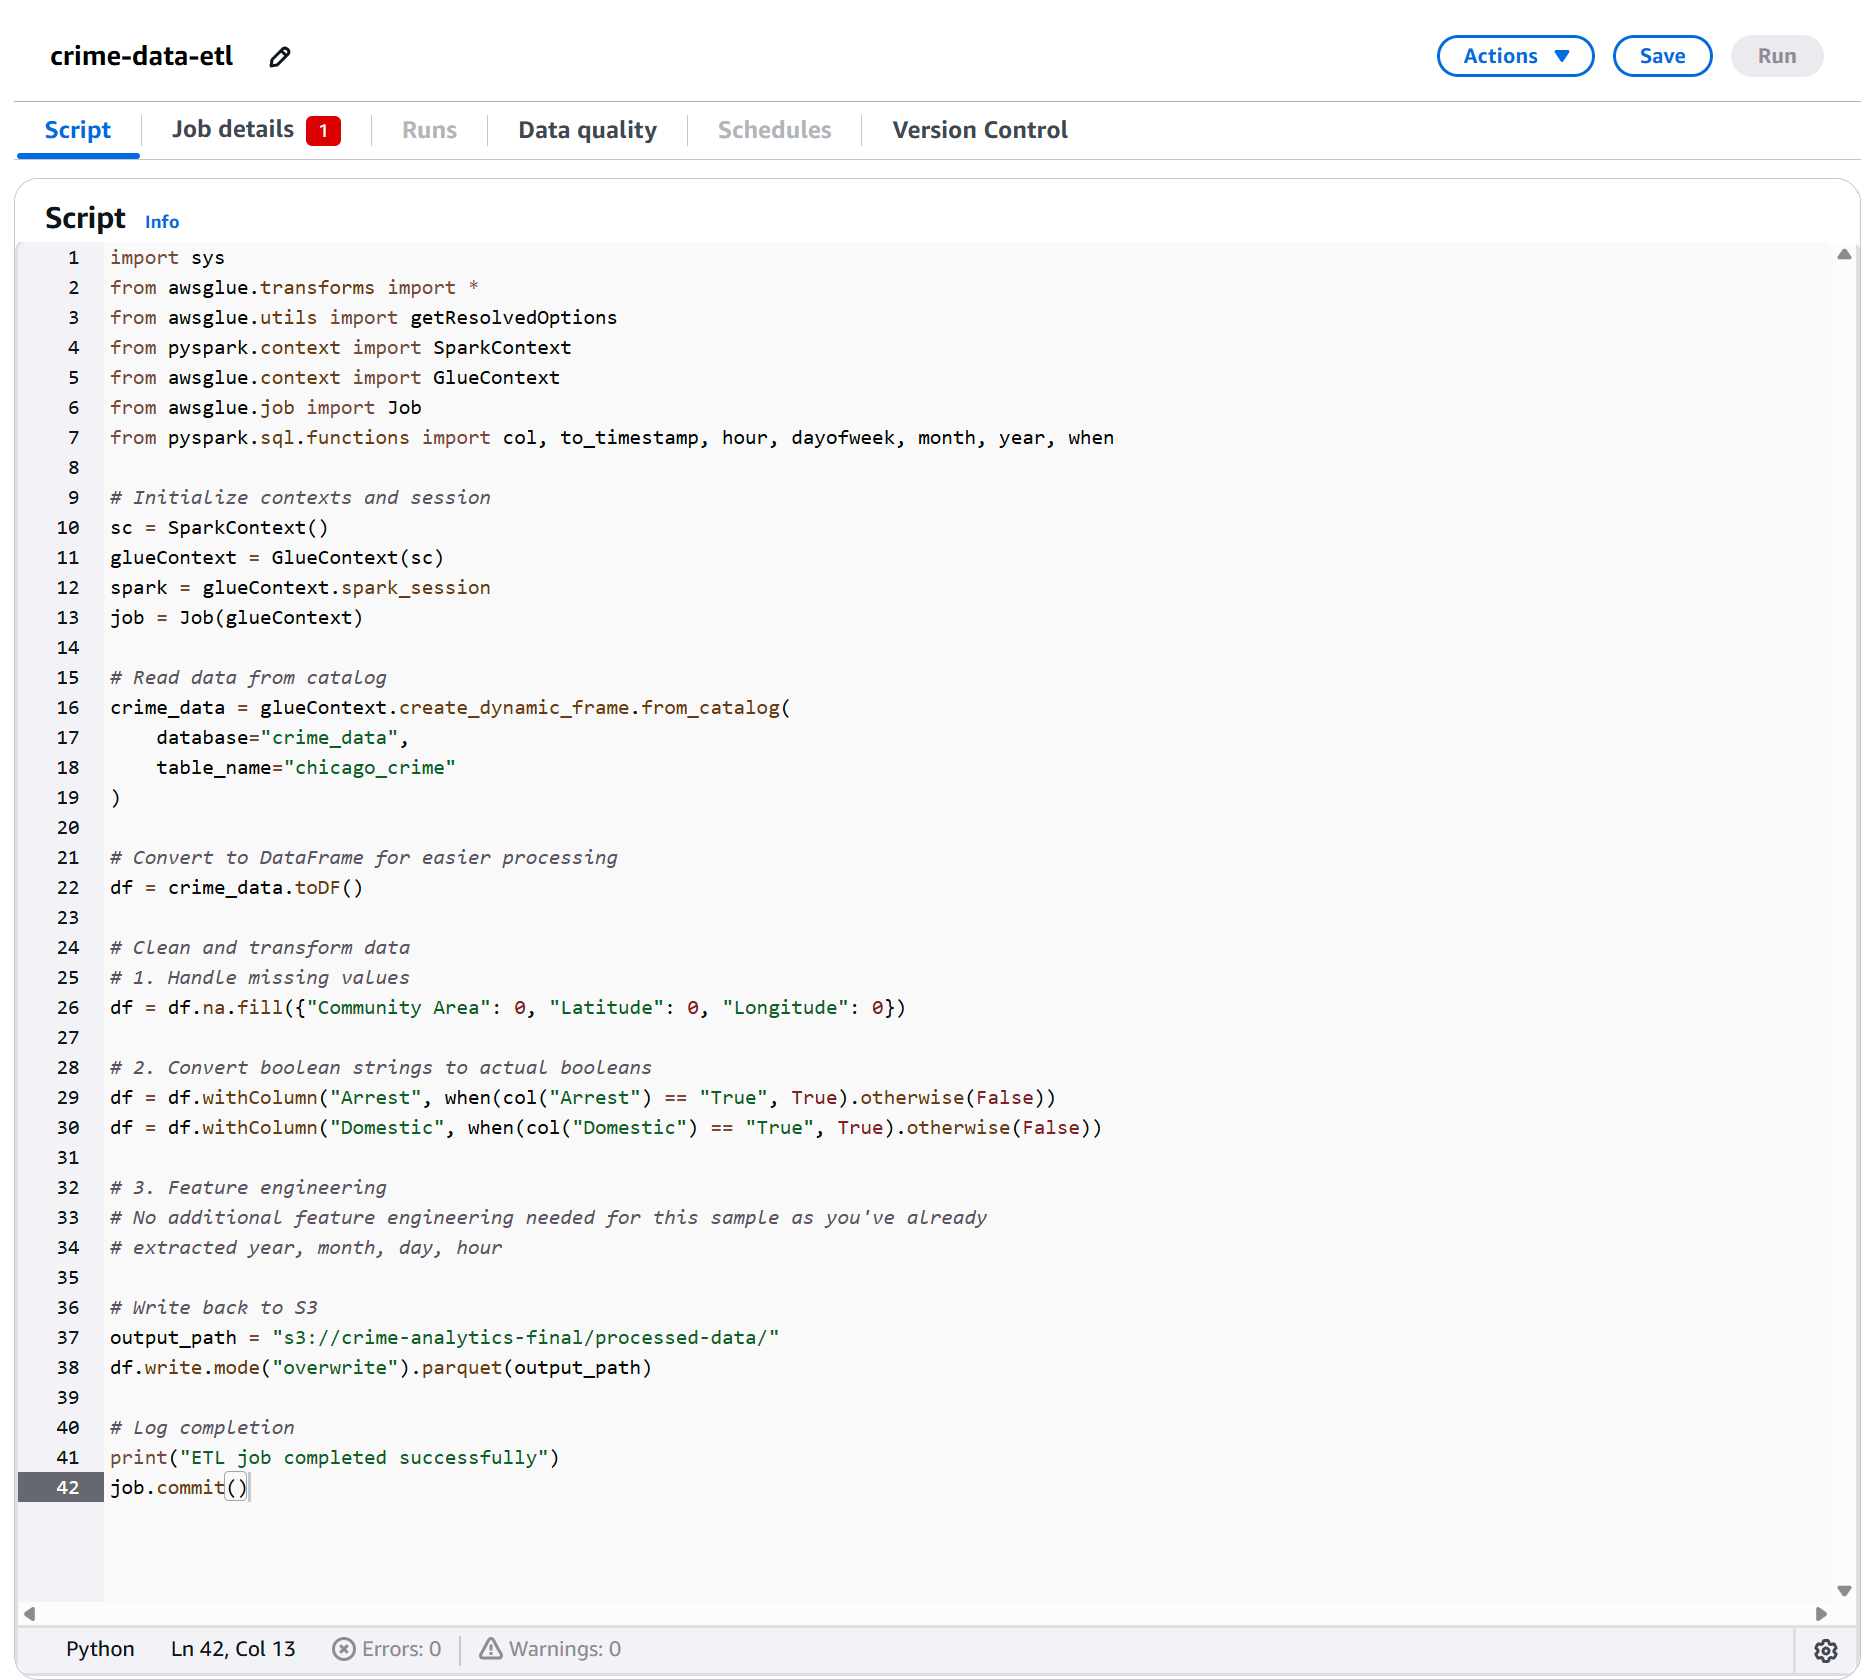 crime-data-etl
Actions Save Run
Script Job details 1 Runs Data quality Schedules Version Control
Script Info
1 import sys
2 from awsglue.transforms import *
3 from awsglue.utils import getResolvedOptions
4 from pyspark.context import SparkContext
5 from awsglue.context import GlueContext
6 from awsglue.job import Job
7 from pyspark.sql.functions import col, to_timestamp, hour, dayofweek, month, year, when
8
9 # Initialize contexts and session
10 sc = SparkContext()
11 glueContext = GlueContext(sc)
12 spark = glueContext.spark_session
13 job = Job(glueContext)
14
15 # Read data from catalog
16 crime_data = glueContext.create_dynamic_frame.from_catalog(
17     database="crime_data",
18     table_name="chicago_crime"
19 )
20
21 # Convert to DataFrame for easier processing
22 df = crime_data.toDF()
23
24 # Clean and transform data
25 # 1. Handle missing values
26 df = df.na.fill({"Community Area": 0, "Latitude": 0, "Longitude": 0})
27
28 # 2. Convert boolean strings to actual booleans
29 df = df.withColumn("Arrest", when(col("Arrest") == "True", True).otherwise(False))
30 df = df.withColumn("Domestic", when(col("Domestic") == "True", True).otherwise(False))
31
32 # 3. Feature engineering
33 # No additional feature engineering needed for this sample as you've already
34 # extracted year, month, day, hour
35
36 # Write back to S3
37 output_path = "s3://crime-analytics-final/processed-data/"
38 df.write.mode("overwrite").parquet(output_path)
39
40 # Log completion
41 print("ETL job completed successfully")
42 job.commit()
Python Ln 42, Col 13 Errors: 0 Warnings: 0